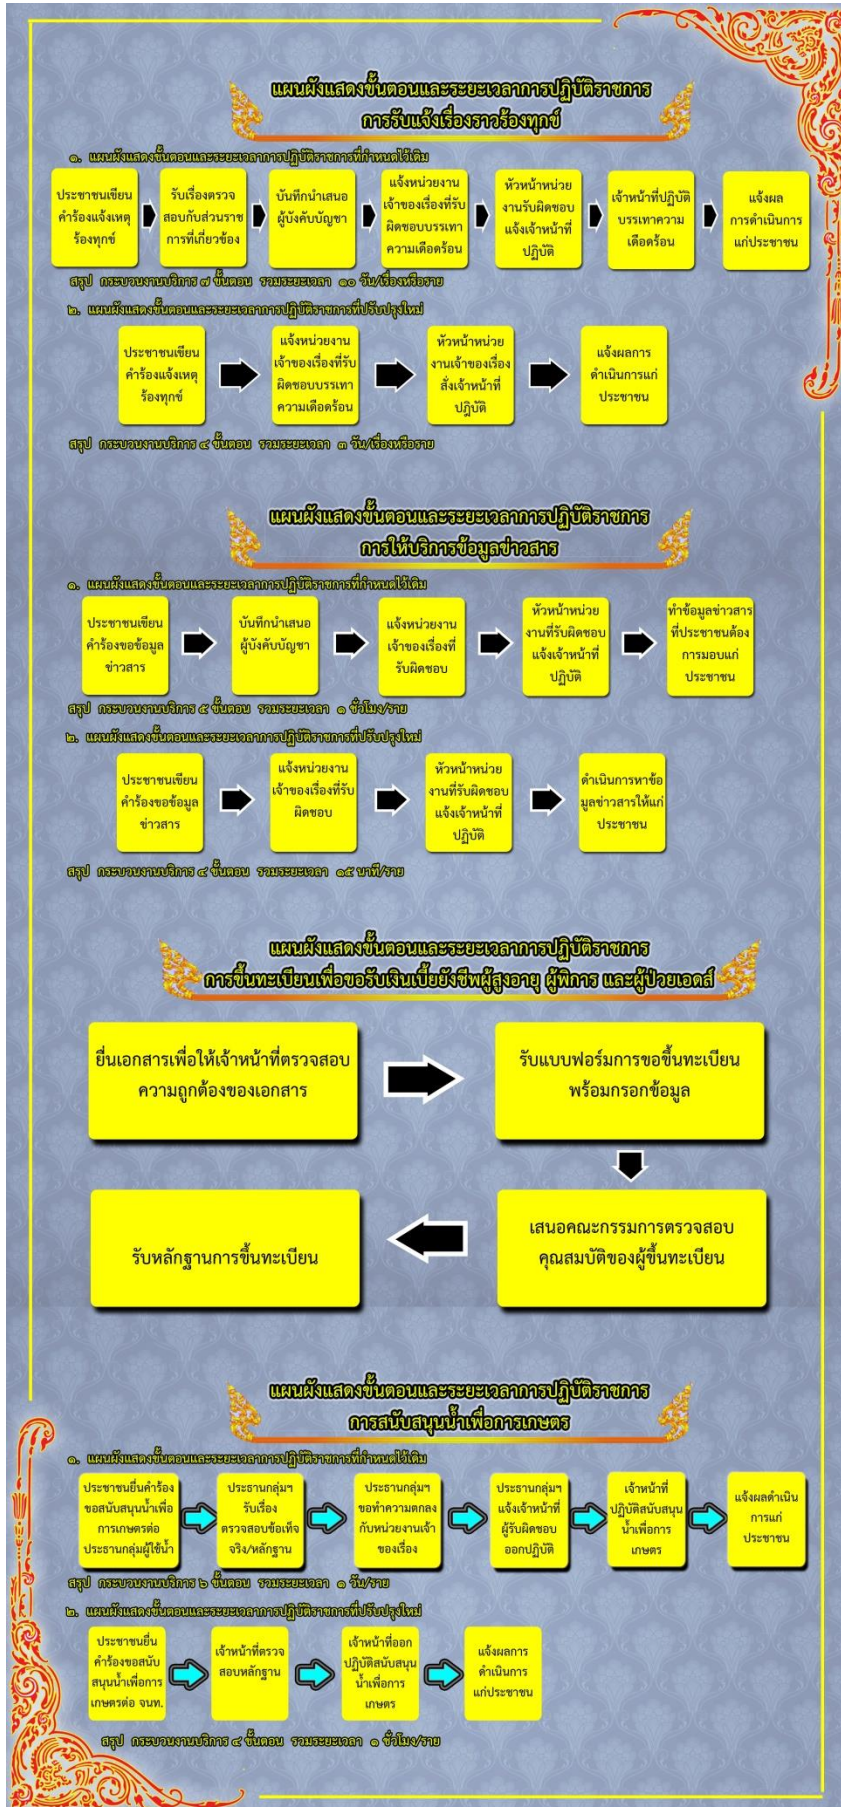 แผนผังแสดงขั้นตอนและระยะเวลาการปฏิบัติราชการ
การรับแจ้งเรื่องราวร้องทุกข์
๑. แผนผังแสดงขั้นตอนและระยะเวลาการปฏิบัติราชการที่กำหนดไว้เดิม
ประชาชนเขียน
คำร้องแจ้งเหตุ
ร้องทุกข์
รับเรื่องตรวจ
สอบกับส่วนราช
การที่เกี่ยวข้อง
บันทึกนำเสนอ
ผู้บังคับบัญชา
แจ้งหน่วยงาน
เจ้าของเรื่องที่รับ
ผิดชอบบรรเทา
ความเดือดร้อน
หัวหน้าหน่วย
งานรับผิดชอบ
แจ้งเจ้าหน้าที่
ปฏิบัติ
เจ้าหน้าที่ปฏิบัติ
บรรเทาความ
เดือดร้อน
แจ้งผล
การดำเนินการ
แก่ประชาชน
สรุป กระบวนงานบริการ ๗ ขั้นตอน รวมระยะเวลา ๑๐ วัน/เรื่องหรือราย
๒. แผนผังแสดงขั้นตอนและระยะเวลาการปฏิบัติราชการที่ปรับปรุงใหม่
ประชาชนเขียน
คำร้องแจ้งเหตุ
ร้องทุกข์
แจ้งหน่วยงาน
เจ้าของเรื่องที่รับ
ผิดชอบบรรเทา
ความเดือดร้อน
หัวหน้าหน่วย
งานเจ้าของเรื่อง
สั่งเจ้าหน้าที่
ปฎิบัติ
แจ้งผลการ
ดำเนินการแก่
ประชาชน
สรุป กระบวนงานบริการ ๔ ขั้นตอน รวมระยะเวลา ๓ วัน/เรื่องหรือราย
แผนผังแสดงขั้นตอนและระยะเวลาการปฏิบัติราชการ
การให้บริการข้อมูลข่าวสาร
๑. แผนผังแสดงขั้นตอนและระยะเวลาการปฏิบัติราชการที่กำหนดไว้เดิม
ประชาชนเขียน
คำร้องขอข้อมูล
ข่าวสาร
บันทึกนำเสนอ
ผู้บังคับบัญชา
แจ้งหน่วยงาน
เจ้าของเรื่องที่
รับผิดชอบ
หัวหน้าหน่วย
งานที่รับผิดชอบ
แจ้งเจ้าหน้าที่
ปฏิบัติ
ทำข้อมูลข่าวสาร
ที่ประชาชนต้อง
การมอบแก่
ประชาชน
สรุป กระบวนงานบริการ ๕ ขั้นตอน รวมระยะเวลา ๑ ชั่วโมง/ราย
๒. แผนผังแสดงขั้นตอนและระยะเวลาการปฏิบัติราชการที่ปรับปรุงใหม่
ประชาชนเขียน
คำร้องขอข้อมูล
ข่าวสาร
แจ้งหน่วยงาน
เจ้าของเรื่องที่รับ
ผิดชอบ
หัวหน้าหน่วย
งานที่รับผิดชอบ
แจ้งเจ้าหน้าที่
ปฏิบัติ
ดำเนินการหาข้อ
มูลข่าวสารให้แก่
ประชาชน
สรุป กระบวนงานบริการ ๔ ขั้นตอน รวมระยะเวลา ๑๕ นาที/ราย
แผนผังแสดงขั้นตอนและระยะเวลาการปฏิบัติราชการ
การขึ้นทะเบียนเพื่อขอรับเงินเบี้ยยังชีพผู้สูงอายุ ผู้พิการ และผู้ป่วยเอดส์
ยื่นเอกสารเพื่อให้เจ้าหน้าที่ตรวจสอบ
ความถูกต้องของเอกสาร
รับแบบฟอร์มการขอขึ้นทะเบียน
พร้อมกรอกข้อมูล
เสนอคณะกรรมการตรวจสอบ
คุณสมบัติของผู้ขึ้นทะเบียน
รับหลักฐานการขึ้นทะเบียน
แผนผังแสดงขั้นตอนและระยะเวลาการปฏิบัติราชการ
การสนับสนุนน้ำเพื่อการเกษตร
๑. แผนผังแสดงขั้นตอนและระยะเวลาการปฏิบัติราชการที่กำหนดไว้เดิม
ประชาชนยื่นคำร้อง
ขอสนับสนุนน้ำเพื่อ
การเกษตรต่อ
ประธานกลุ่มผู้ใช้น้ำ
ประธานกลุ่มฯ
รับเรื่อง
ตรวจสอบข้อเท็จ
จริง/หลักฐาน
ประธานกลุ่มฯ
ขอทำความตกลง
กับหน่วยงานเจ้า
ของเรื่อง
ประธานกลุ่มฯ
แจ้งเจ้าหน้าที่
ผู้รับผิดชอบ
ออกปฏิบัติ
เจ้าหน้าที่
ปฏิบัติสนับสนุน
น้ำเพื่อการ
เกษตร
แจ้งผลดำเนิน
การแก่
ประชาชน
สรุป กระบวนงานบริการ ๖ ขั้นตอน รวมระยะเวลา ๑ วัน/ราย
๒. แผนผังแสดงขั้นตอนและระยะเวลาการปฏิบัติราชการที่ปรับปรุงใหม่
ประชาชนยื่น
คำร้องขอสนับ
สนุนน้ำเพื่อการ
เกษตรต่อ จนท.
เจ้าหน้าที่ตรวจ
สอบหลักฐาน
เจ้าหน้าที่ออก
ปฏิบัติสนับสนุน
น้ำเพื่อการ
เกษตร
แจ้งผลการ
ดำเนินการ
แก่ประชาชน
สรุป กระบวนงานบริการ ๔ ขั้นตอน รวมระยะเวลา ๑ ชั่วโมง/ราย